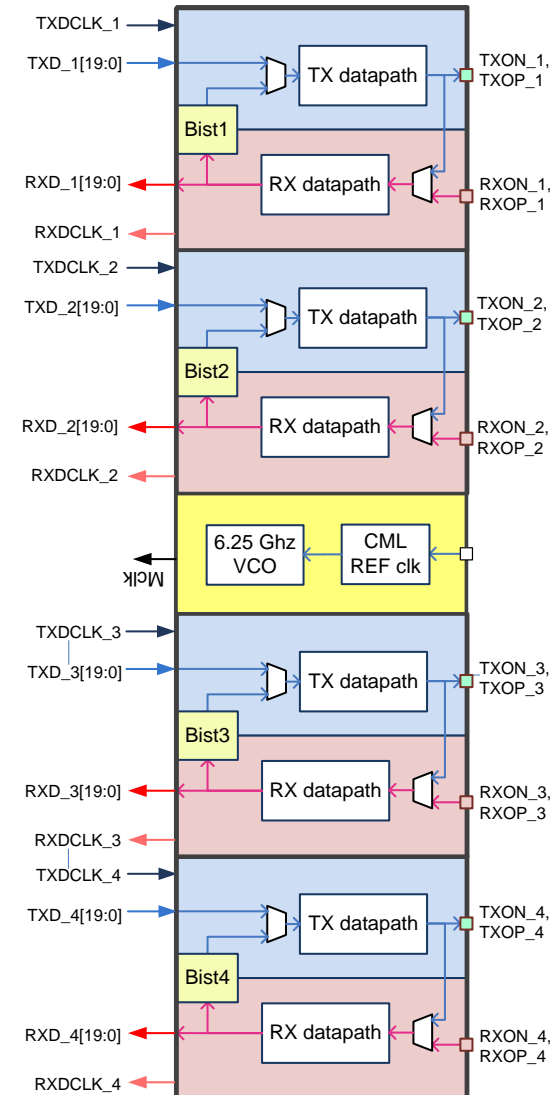 TXDCLK_1
TXD_1[19:0]
TX datapath
TXON_1,
TXOP_1
Bist1
RXD_1[19:0]
RX datapath
RXON_1,
RXOP_1
RXDCLK_1
TXDCLK_2
TXD_2[19:0]
TX datapath
TXON_2,
TXOP_2
Bist2
RXD_2[19:0]
RX datapath
RXON_2,
RXOP_2
RXDCLK_2
Mclk
6.25 Ghz
VCO
CML
REF clk
TXDCLK_3
TXD_3[19:0]
TX datapath
TXON_3,
TXOP_3
Bist3
RXD_3[19:0]
RX datapath
RXON_3,
RXOP_3
RXDCLK_3
TXDCLK_4
TXD_4[19:0]
TX datapath
TXON_4,
TXOP_4
Bist4
RXD_4[19:0]
RX datapath
RXON_4,
RXOP_4
RXDCLK_4